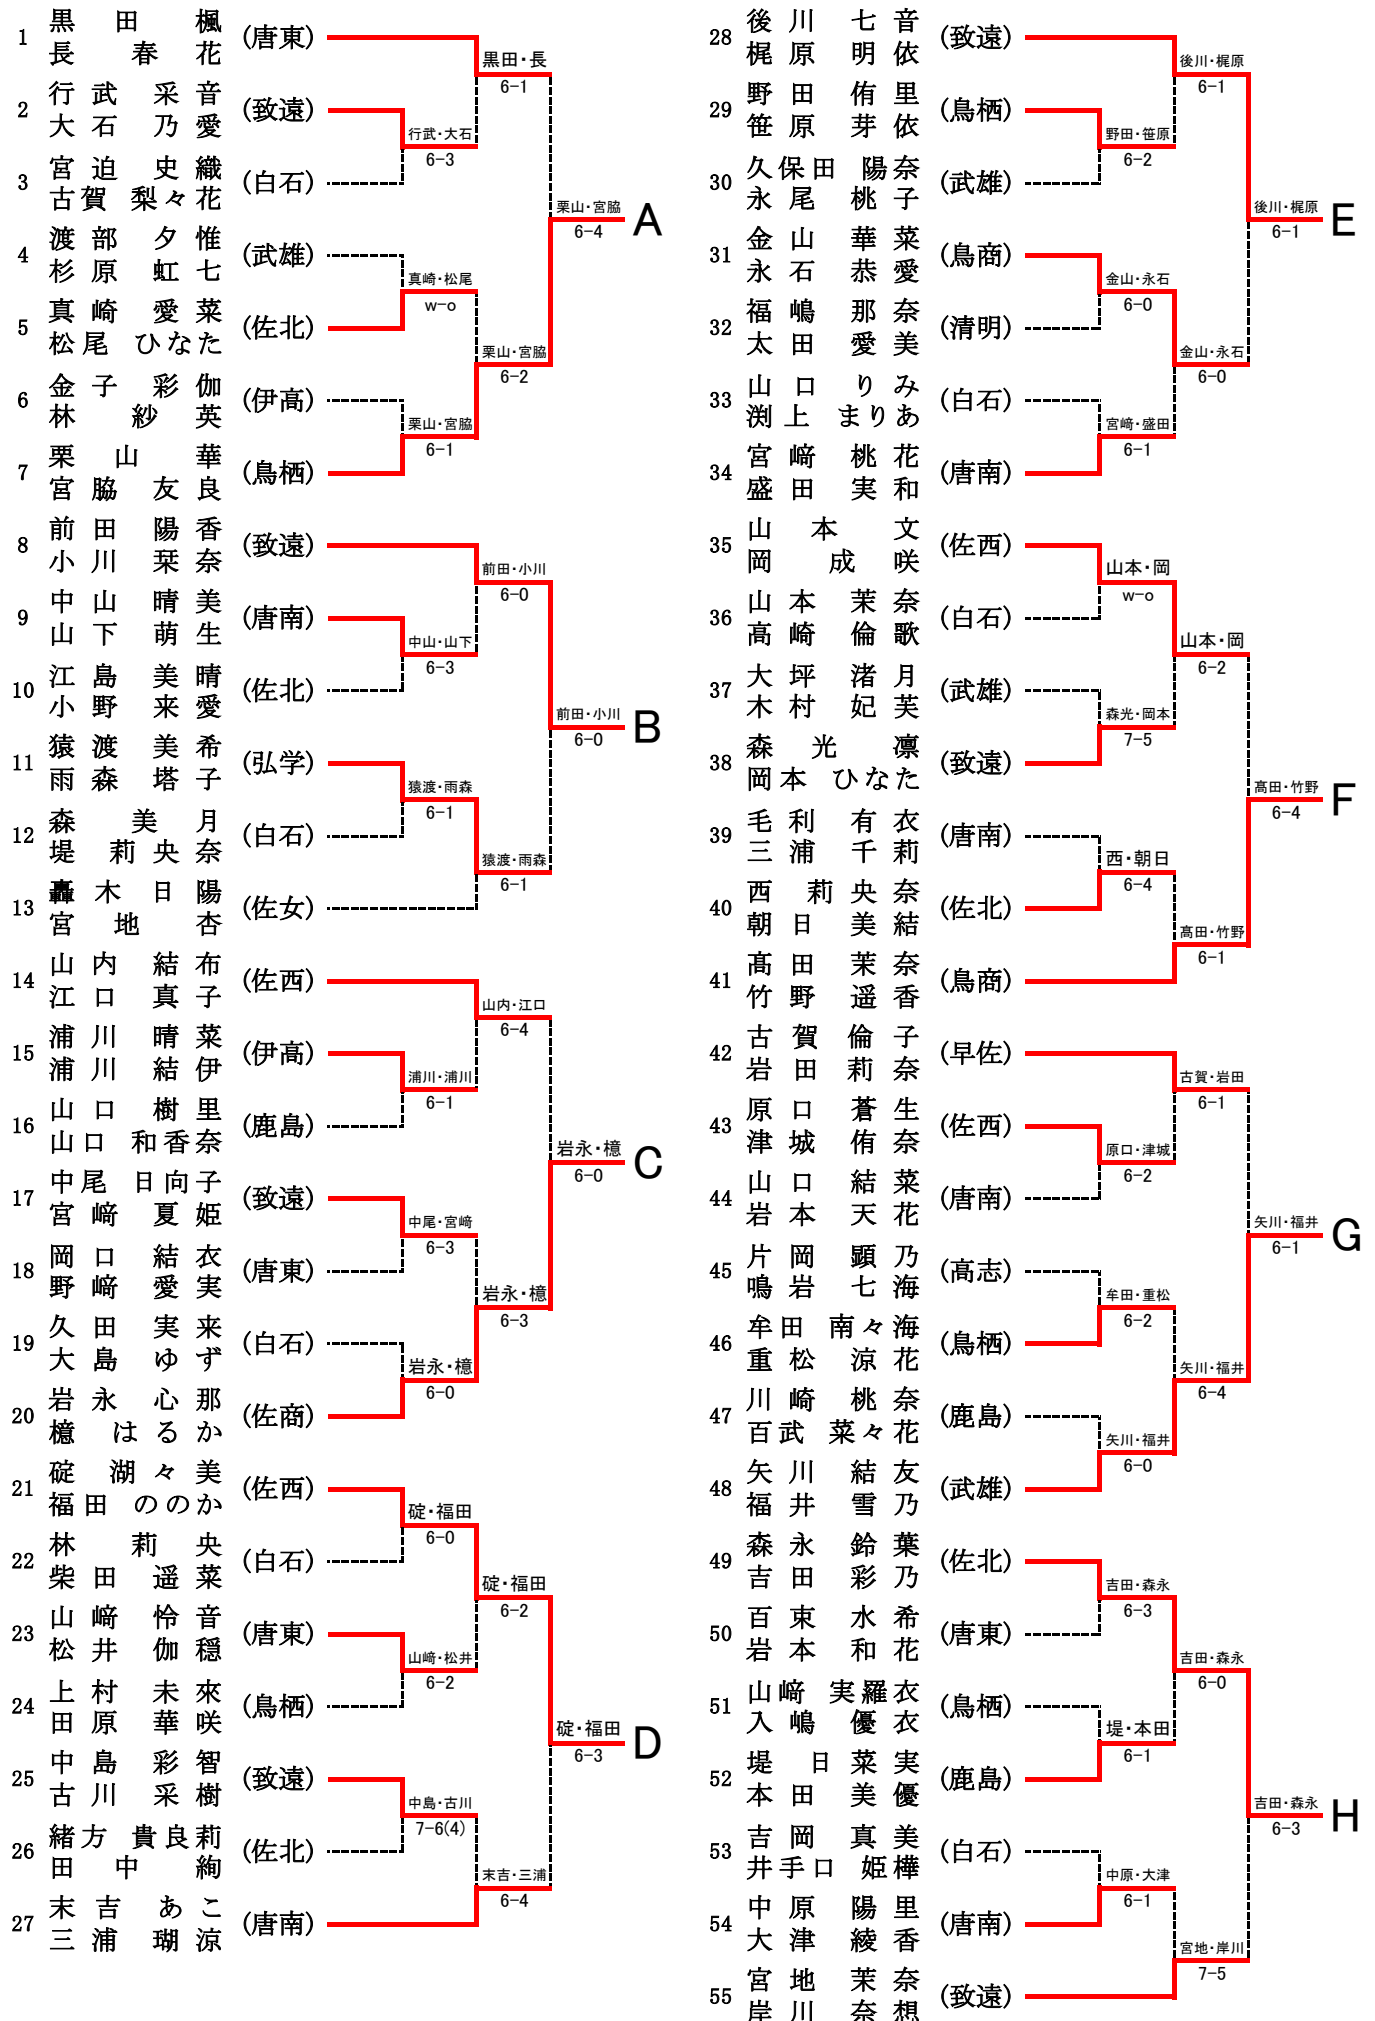 1 黒田 楓 (唐東)
長 春花
2 行武 采音 (致遠)
大石 乃愛
3 宮迫 史織 (白石)
古賀 梨々花
4 渡部 夕惟 (武雄)
杉原 虹七
5 真崎 愛菜 (佐北)
松尾 ひなた
6 金子 彩伽 (伊高)
林 紗英
7 栗山 華 (鳥栖)
宮脇 友良
黒田・長
6-1
行武・大石
6-3
真崎・松尾
w-o
栗山・宮脇
6-1
栗山・宮脇
6-2
栗山・宮脇
6-4
A
8 前田 陽香 (致遠)
小川 栞奈
9 中山 晴美 (唐南)
山下 萌生
10 江島 美晴 (佐北)
小野 来愛
11 猿渡 美希 (弘学)
雨森 塔子
12 森 美月 (白石)
堤 莉央奈
13 轟木 日陽 (佐女)
宮地 杏
前田・小川
6-0
中山・山下
6-3
猿渡・雨森
6-1
猿渡・雨森
6-1
前田・小川
6-0
B
14 山内 結布 (佐西)
江口 真子
15 浦川 晴菜 (伊高)
浦川 結伊
16 山口 樹里 (鹿島)
山口 和香奈
17 中尾 日向子 (致遠)
宮﨑 夏姫
18 岡口 結衣 (唐東)
野﨑 愛実
19 久田 実来 (白石)
大島 ゆず
20 岩永 心那 (佐商)
檍 はるか
山内・江口
6-4
浦川・浦川
6-1
中尾・宮﨑
6-3
岩永・檍
6-0
岩永・檍
6-3
岩永・檍
6-0
C
21 碇 湖々美 (佐西)
福田 ののか
22 林 莉央 (白石)
柴田 遥菜
23 山﨑 怜音 (唐東)
松井 伽穏
24 上村 未來 (鳥栖)
田原 華咲
25 中島 彩智 (致遠)
古川 采樹
26 緒方 貴良莉 (佐北)
田中 絢
27 末吉 あこ (唐南)
三浦 瑚涼
碇・福田
6-0
碇・福田
6-2
山﨑・松井
6-2
中島・古川
7-6(4)
末吉・三浦
6-4
碇・福田
6-3
D
28 後川 七音 (致遠)
梶原 明依
29 野田 侑里 (鳥栖)
笹原 芽依
30 久保田 陽奈 (武雄)
永尾 桃子
31 金山 華菜 (鳥商)
永石 恭愛
32 福嶋 那奈 (清明)
太田 愛美
33 山口 りみ (白石)
渕上 まりあ
34 宮﨑 桃花 (唐南)
盛田 実和
後川・梶原
6-1
野田・笹原
6-2
金山・永石
6-0
金山・永石
6-0
宮﨑・盛田
6-1
後川・梶原
6-1
E
35 山本 文 (佐西)
岡 成咲
36 山本 茉奈 (白石)
高崎 倫歌
37 大坪 渚月 (武雄)
木村 妃芙
38 森光 凛 (致遠)
岡本 ひなた
39 毛利 有衣 (唐南)
三浦 千莉
40 西 莉央奈 (佐北)
朝日 美結
41 髙田 茉奈 (鳥商)
竹野 遥香
山本・岡
w-o
山本・岡
6-2
森光・岡本
7-5
西・朝日
6-4
髙田・竹野
6-1
髙田・竹野
6-4
F
42 古賀 倫子 (早佐)
岩田 莉奈
43 原口 蒼生 (佐西)
津城 侑奈
44 山口 結菜 (唐南)
岩本 天花
45 片岡 顕乃 (高志)
鳴岩 七海
46 牟田 南々海 (鳥栖)
重松 涼花
47 川崎 桃奈 (鹿島)
百武 菜々花
48 矢川 結友 (武雄)
福井 雪乃
古賀・岩田
6-1
原口・津城
6-2
牟田・重松
6-2
矢川・福井
6-4
矢川・福井
6-0
矢川・福井
6-1
G
49 森永 鈴葉 (佐北)
吉田 彩乃
50 百束 水希 (唐東)
岩本 和花
51 山﨑 実羅衣 (鳥栖)
入嶋 優衣
52 堤 日菜実 (鹿島)
本田 美優
53 吉岡 真美 (白石)
井手口 姫樺
54 中原 陽里 (唐南)
大津 綾香
55 宮地 茉奈 (致遠)
岸川 奈想
吉田・森永
6-3
吉田・森永
6-0
堤・本田
6-1
中原・大津
6-1
宮地・岸川
7-5
吉田・森永
6-3
H